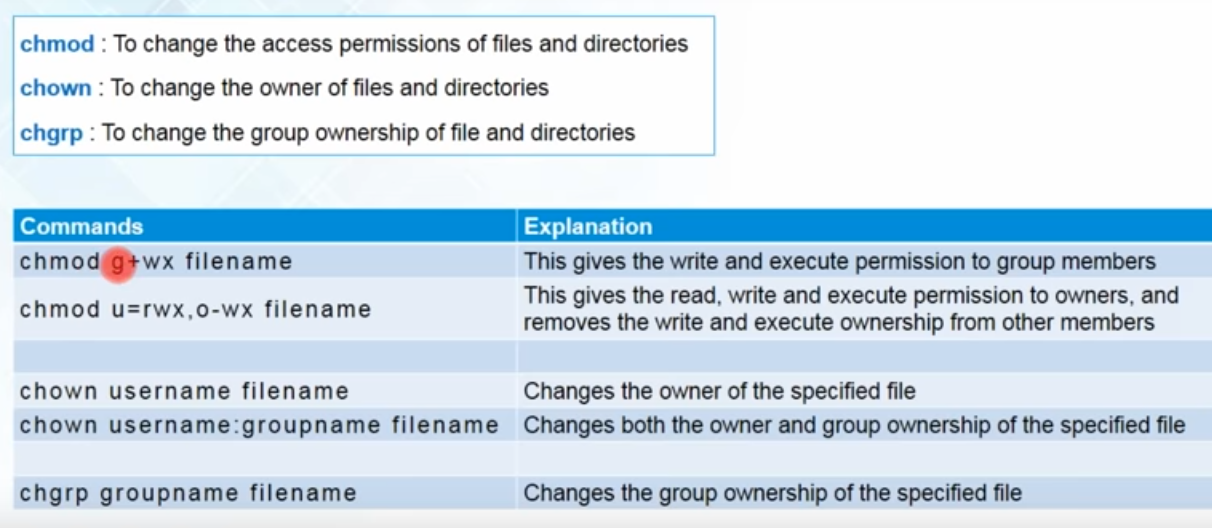 chmod : To change the access permissions of files and directories
chown : To change the owner of files and directories
chgrp : To change the group ownership of file and directories
Commands Explanation
chmod g+wx filename This gives the write and execute permission to group members
chmod u=rwx,o-wx filename This gives the read, write and execute permission to owners, and
removes the write and execute ownership from other members
chown username filename Changes the owner of the specified file
chown username:groupname filename Changes both the owner and group ownership of the specified file
chgrp groupname filename Changes the group ownership of the specified file